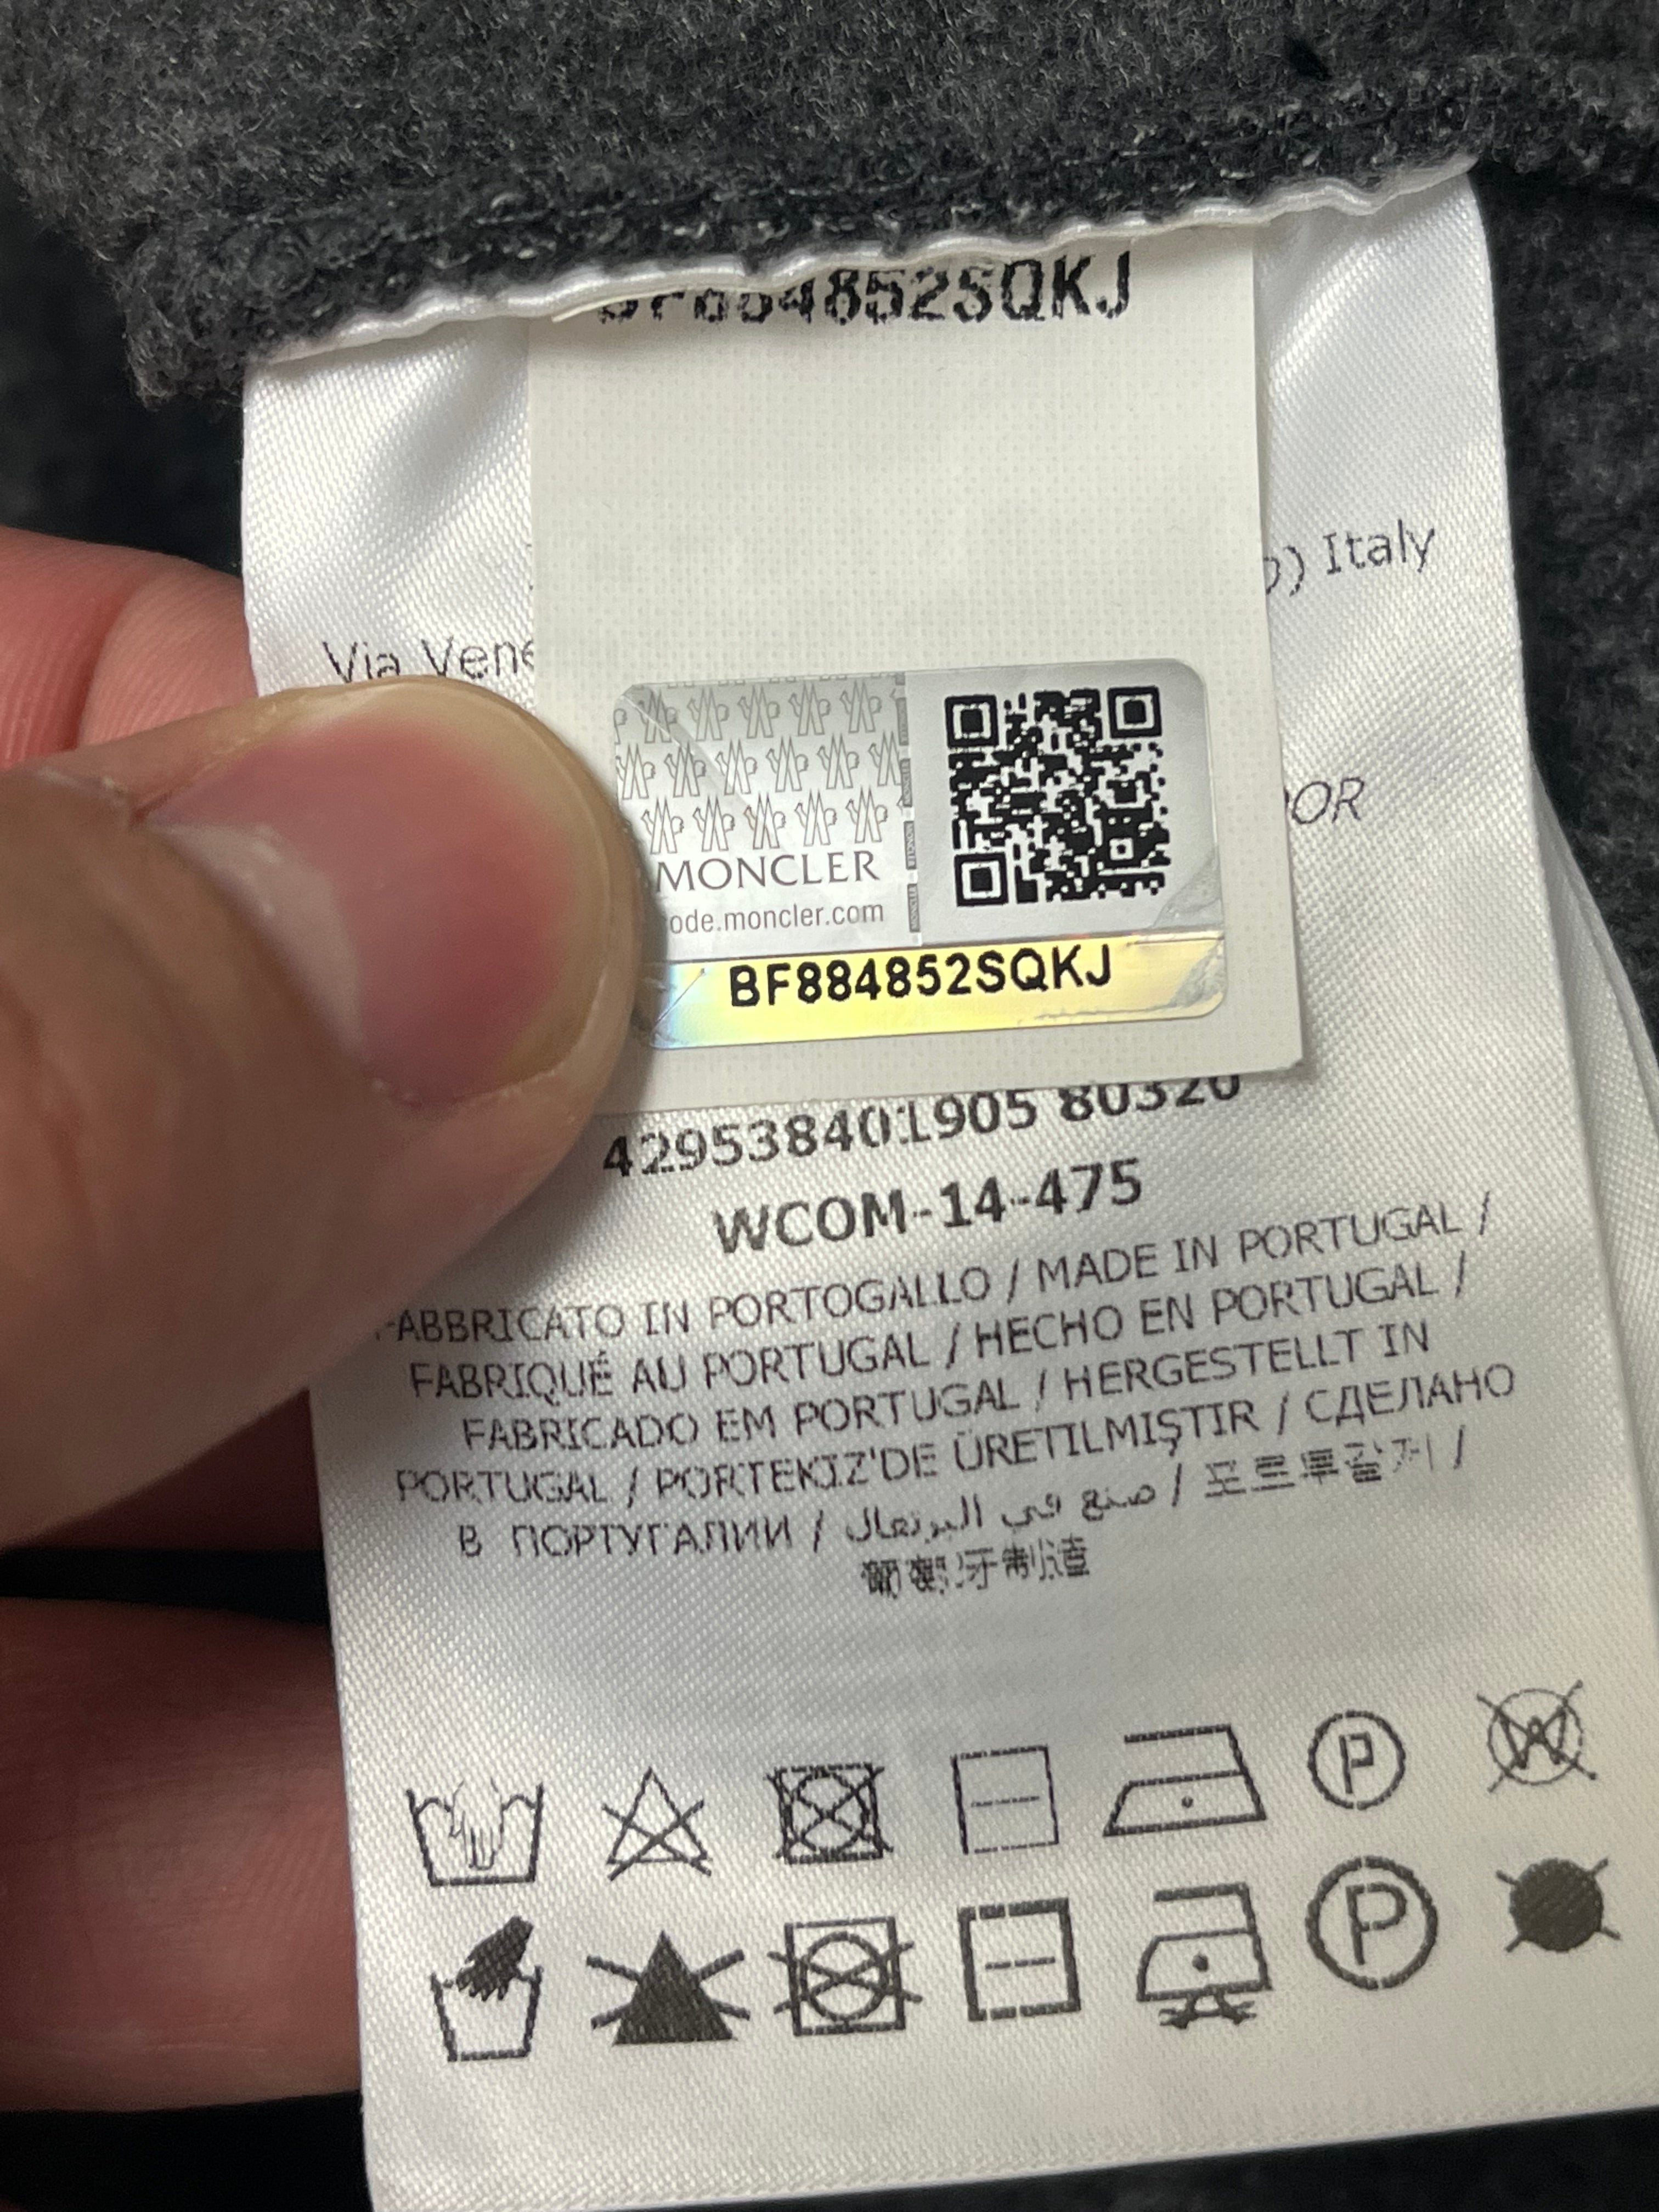 BF884852SQKJ
) Italy
Via Vene
OR
MONCLER
ode.moncler.com
BF884852SQKJ
429538401905 80320
WCOM-14-475
FABBRICATO IN PORTOGALLO / MADE IN PORTUGAL /
FABRIQUÉ AU PORTUGAL / HECHO EN PORTUGAL /
FABRICADO EM PORTUGAL / HERGESTELLT IN
PORTUGAL / PORTEKIZ'DE ÜRETILMIŞTIR / СДЕЛАНО
В ПОРТУГАЛИИ / صنع في البرتغال / 포르투갈제 /
葡萄牙制造
P W
P